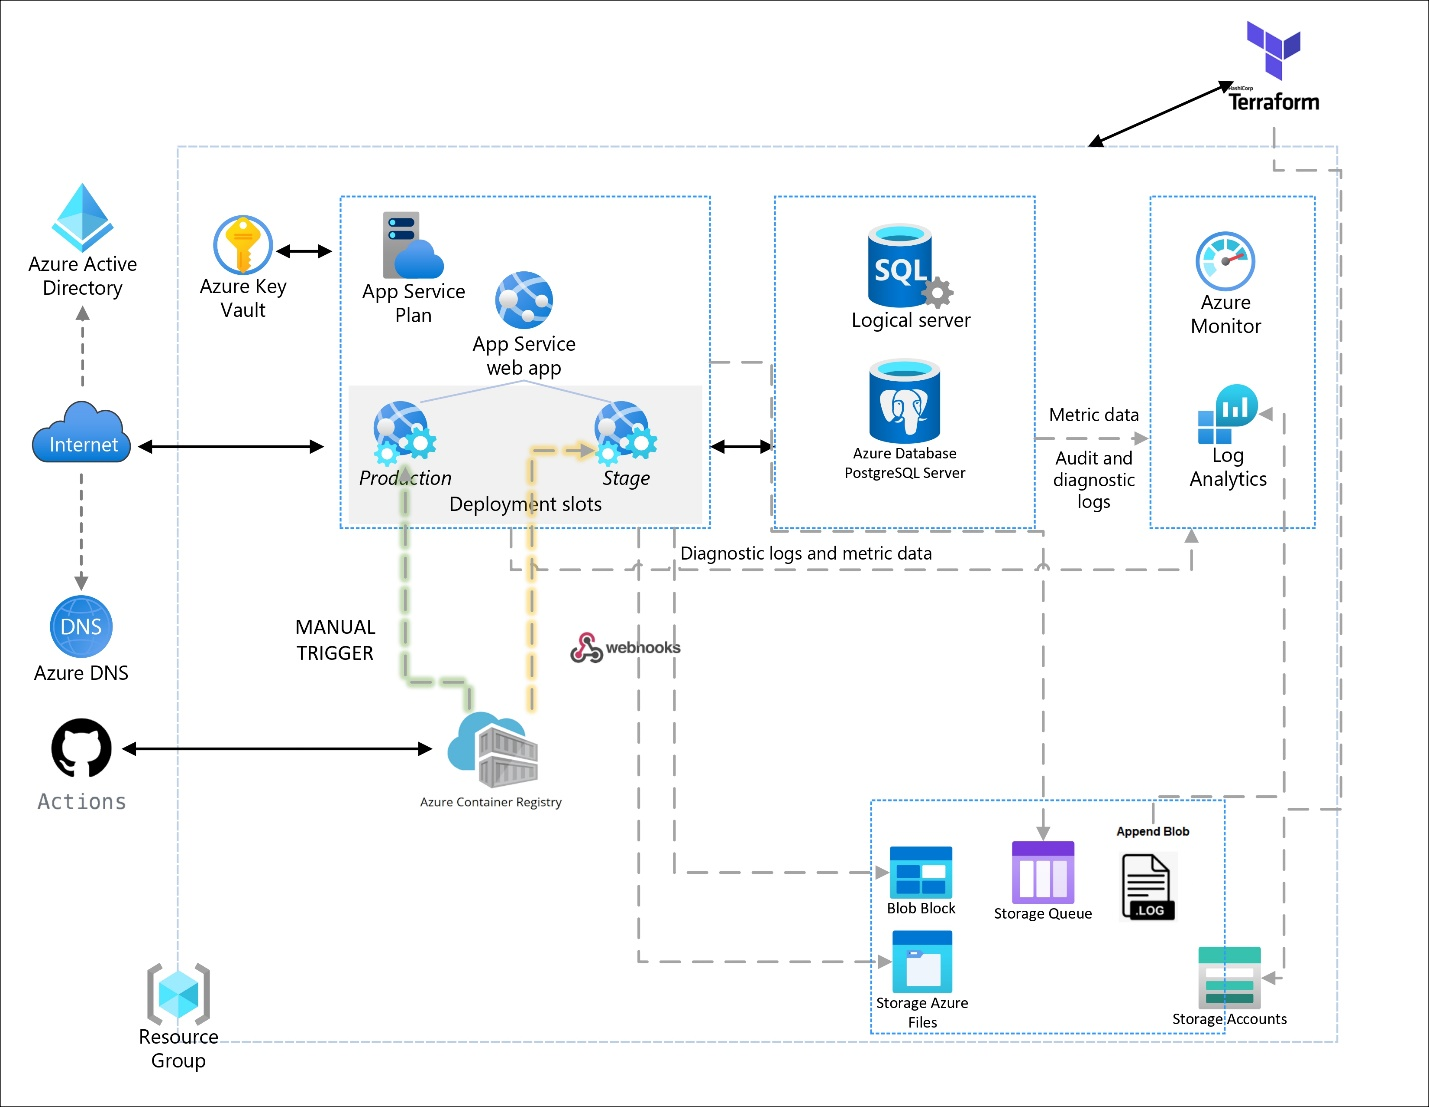 HashiCorp
Terraform
Azure Active
Directory
Azure Key
Vault
App Service
Plan
App Service
web app
SQL
Logical server
Azure
Monitor
Internet
Production
Stage
Deployment slots
Azure Database
PostgreSQL Server
Metric data
Audit and
diagnostic
logs
Log
Analytics
Diagnostic logs and metric data
DNS
Azure DNS
MANUAL
TRIGGER
webhooks
Actions
Azure Container Registry
Append Blob
.LOG
Blob Block
Storage Queue
Storage Azure
Files
Storage Accounts
Resource
Group